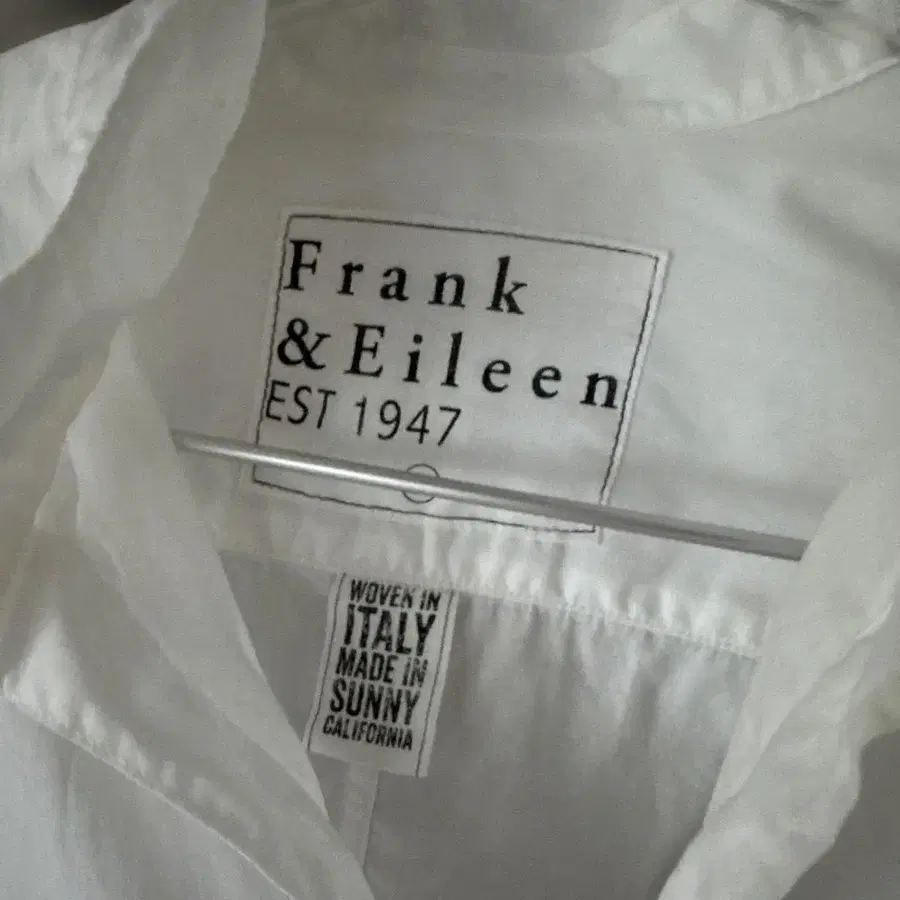 Frank
& Eileen
EST 1947
WOVEN IN
ITALY
MADE IN
SUNNY
CALIFORNIA